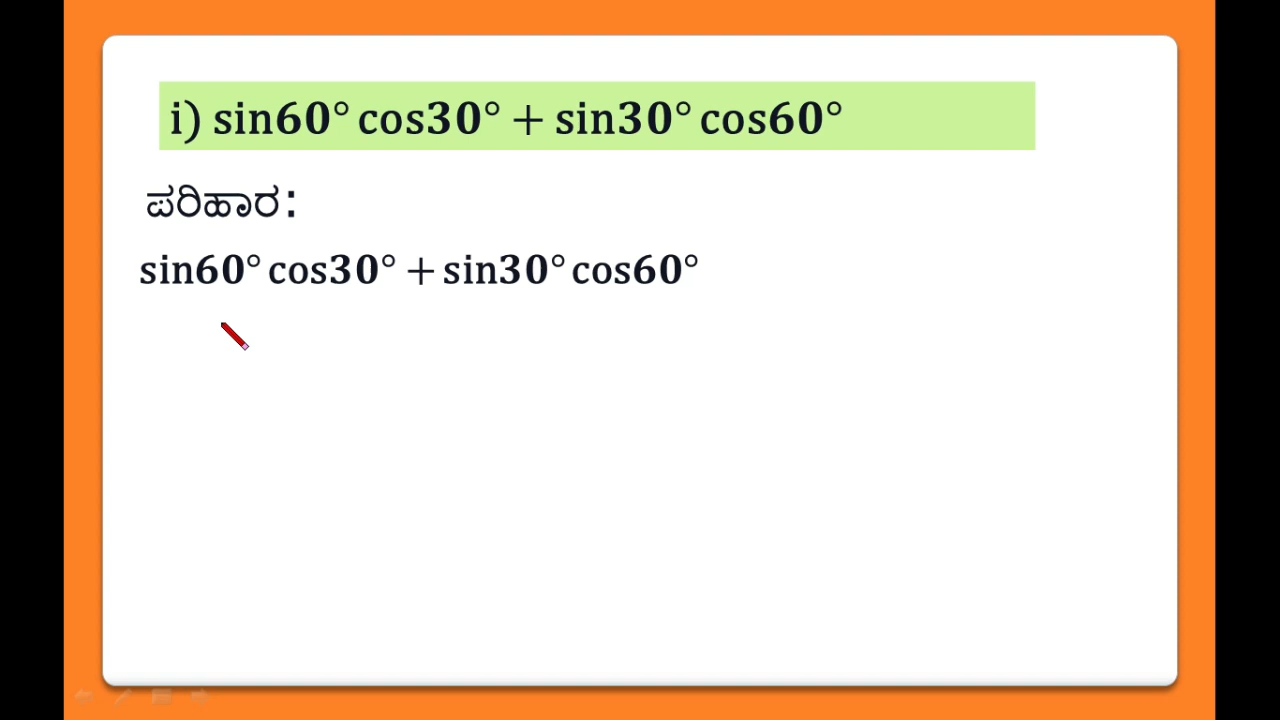 i) sin60° cos30° + sin30° cos60°
ಪರಿಹಾರ:
sin60° cos30° + sin30° cos60°